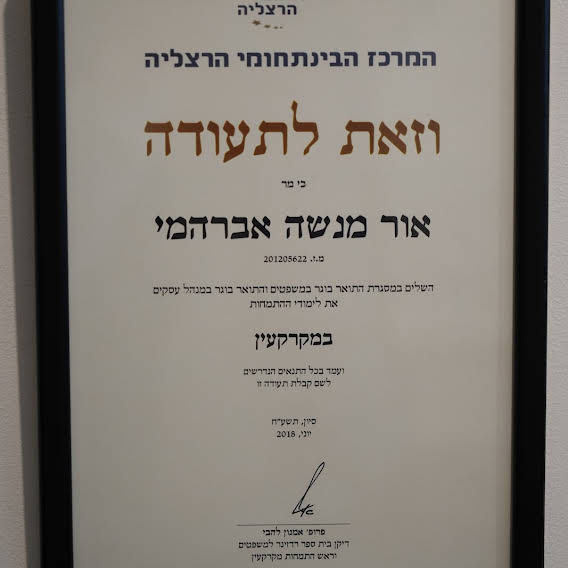 הרצליה
המרכז הבינתחומי הרצליה
וזאת לתעודה
כי מר
אור מנשה אברהמי
מ.ז. 201205622
השלים במסגרת התואר בוגר במשפטים והתואר בוגר במנהל עסקים
את לימודי ההתמחות
במקרקעין
ועמד בכל התנאים הנדרשים
לשם קבלת תעודה זו
סיון, תשע״ח
יוני, 2018
פרופ׳ אמנון להבי
דיקן בית ספר רדזינר למשפטים
וראש התמחות מקרקעין